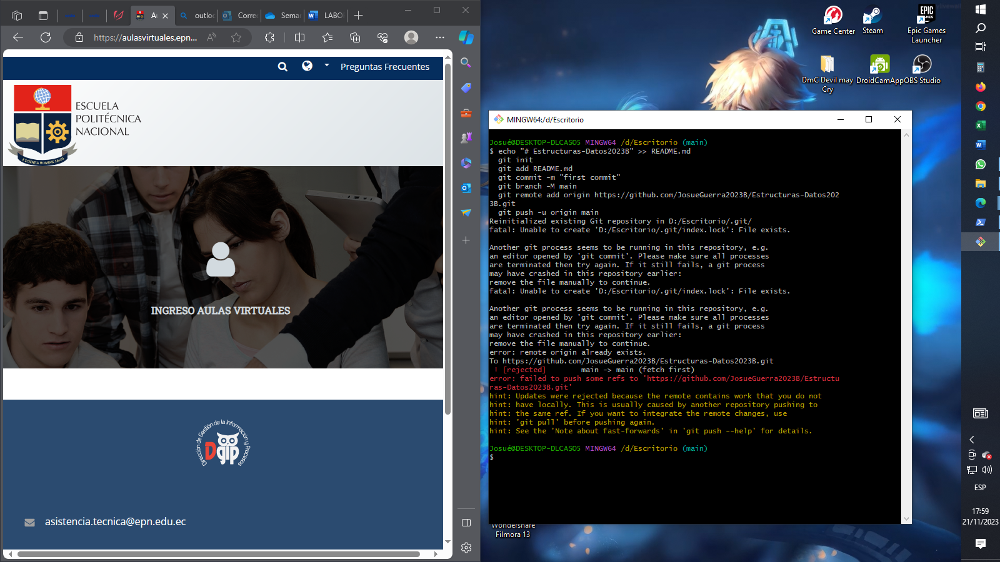 A
outloc
Corre
Semar
LABO
https://aulasvirtuales.epn...
Preguntas Frecuentes
ESCUELA
POLITÉCNICA
NACIONAL
E SCIENTIA HOMINIS SALUS
INGRESO AULAS VIRTUALES
Dirección de Gestión de la Información y Procesos
Dgip
asistencia.tecnica@epn.edu.ec
Game Center
Steam
EPIC
GAMES
Epic Games
Launcher
DmC Devil may
Cry
DroidCamApp
OBS Studio
MINGW64:/d/Escritorio
Josué@DESKTOP-DLCASO5 MINGW64 /d/Escritorio (main)
$ echo "# Estructuras-Datos2023B" >> README.md
git init
git add README.md
git commit -m "first commit"
git branch -M main
git remote add origin https://github.com/JosueGuerra2023B/Estructuras-Datos202
3B.git
git push -u origin main
Reinitialized existing Git repository in D:/Escritorio/.git/
fatal: Unable to create 'D:/Escritorio/.git/index.lock': File exists.
Another git process seems to be running in this repository, e.g.
an editor opened by 'git commit'. Please make sure all processes
are terminated then try again. If it still fails, a git process
may have crashed in this repository earlier:
remove the file manually to continue.
fatal: Unable to create 'D:/Escritorio/.git/index.lock': File exists.
Another git process seems to be running in this repository, e.g.
an editor opened by 'git commit'. Please make sure all processes
are terminated then try again. If it still fails, a git process
may have crashed in this repository earlier:
remove the file manually to continue.
error: remote origin already exists.
To https://github.com/JosueGuerra2023B/Estructuras-Datos2023B.git
! [rejected] main -> main (fetch first)
error: failed to push some refs to 'https://github.com/JosueGuerra2023B/Estructu
ras-Datos2023B.git'
hint: Updates were rejected because the remote contains work that you do not
hint: have locally. This is usually caused by another repository pushing to
hint: the same ref. If you want to integrate the remote changes, use
hint: 'git pull' before pushing again.
hint: See the 'Note about fast-forwards' in 'git push --help' for details.
Josué@DESKTOP-DLCASO5 MINGW64 /d/Escritorio (main)
$
Wondershare
Filmora 13
ESP
17:59
21/11/2023